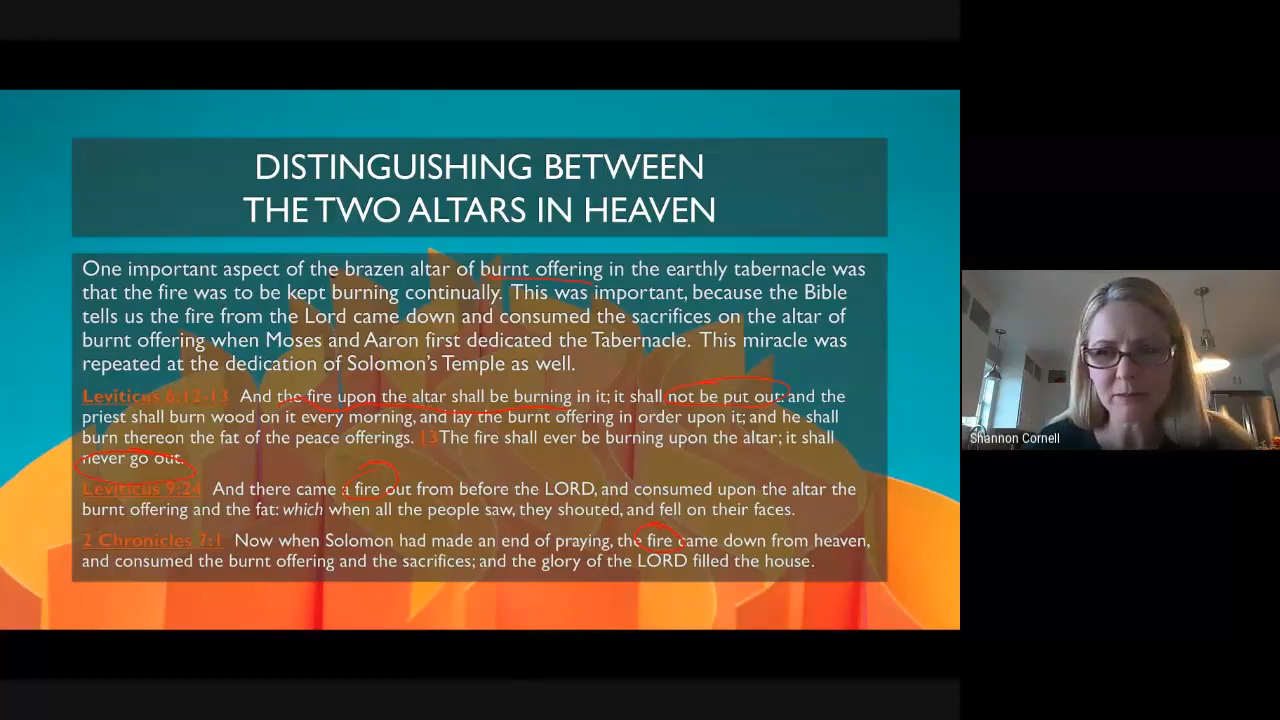 DISTINGUISHING BETWEEN
THE TWO ALTARS IN HEAVEN
One important aspect of the brazen altar of burnt offering in the earthly tabernacle was
that the fire was to be kept burning continually. This was important, because the Bible
tells us the fire from the Lord came down and consumed the sacrifices on the altar of
burnt offering when Moses and Aaron first dedicated the Tabernacle. This miracle was
repeated at the dedication of Solomon's Temple as well.
Leviticus 6:12-13 And the fire upon the altar shall be burning in it; it shall not be put out: and the
priest shall burn wood on it every morning, and lay the burnt offering in order upon it; and he shall
burn thereon the fat of the peace offerings. 13 The fire shall ever be burning upon the altar; it shall
never go out.
Leviticus 9:24 And there came a fire out from before the LORD, and consumed upon the altar the
burnt offering and the fat: which when all the people saw, they shouted, and fell on their faces.
2 Chronicles 7:1 Now when Solomon had made an end of praying, the fire came down from heaven,
and consumed the burnt offering and the sacrifices; and the glory of the LORD filled the house.
Shannon Cornell